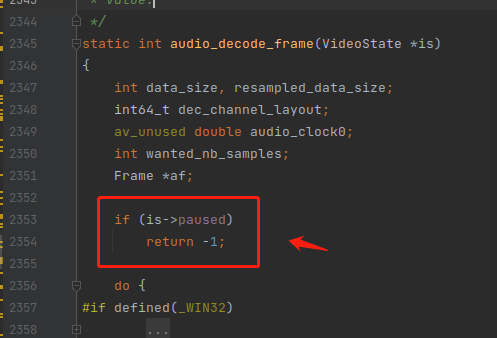 2343 * value.
2344 */
2345 static int audio_decode_frame(VideoState *is)
2346 {
2347 int data_size, resampled_data_size;
2348 int64_t dec_channel_layout;
2349 av_unused double audio_clock0;
2350 int wanted_nb_samples;
2351 Frame *af;
2352
2353 if (is->paused)
2354 return -1;
2355
2356 do {
2357 #if defined(_WIN32)
2358 ...